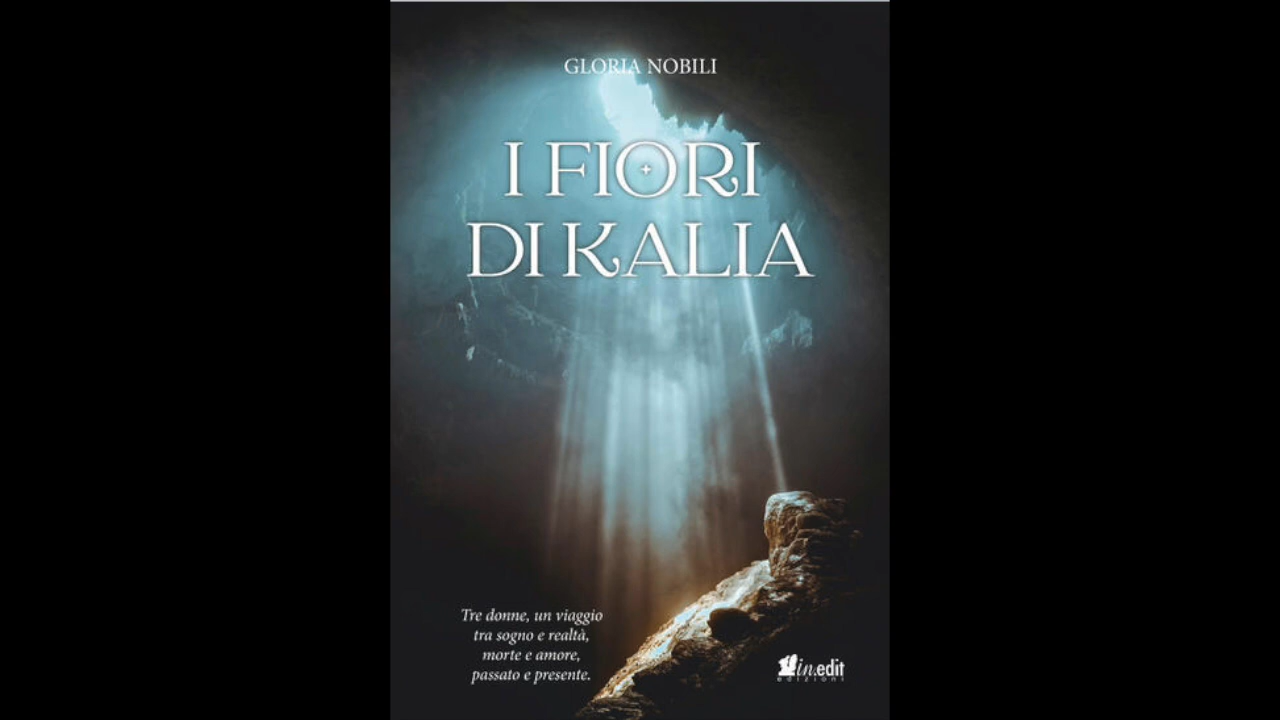 GLORIA NOBILI
I FIORI
DI KALIA
Tre donne, un viaggio
tra sogno e realtà,
morte e amore,
passato e presente.
in.edit
edizioni